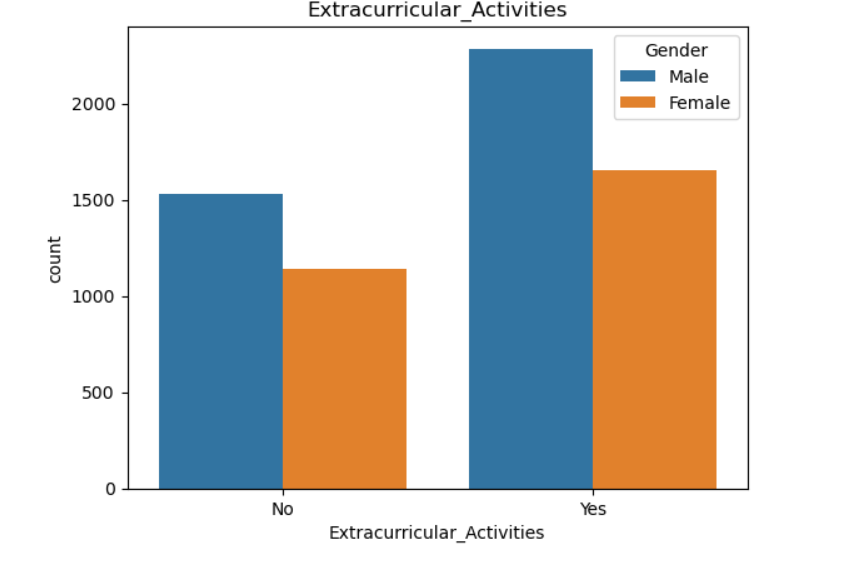 Extracurricular_Activities
Gender
Male
Female
2000
1500
1000
500
0
count
No
Yes
Extracurricular_Activities